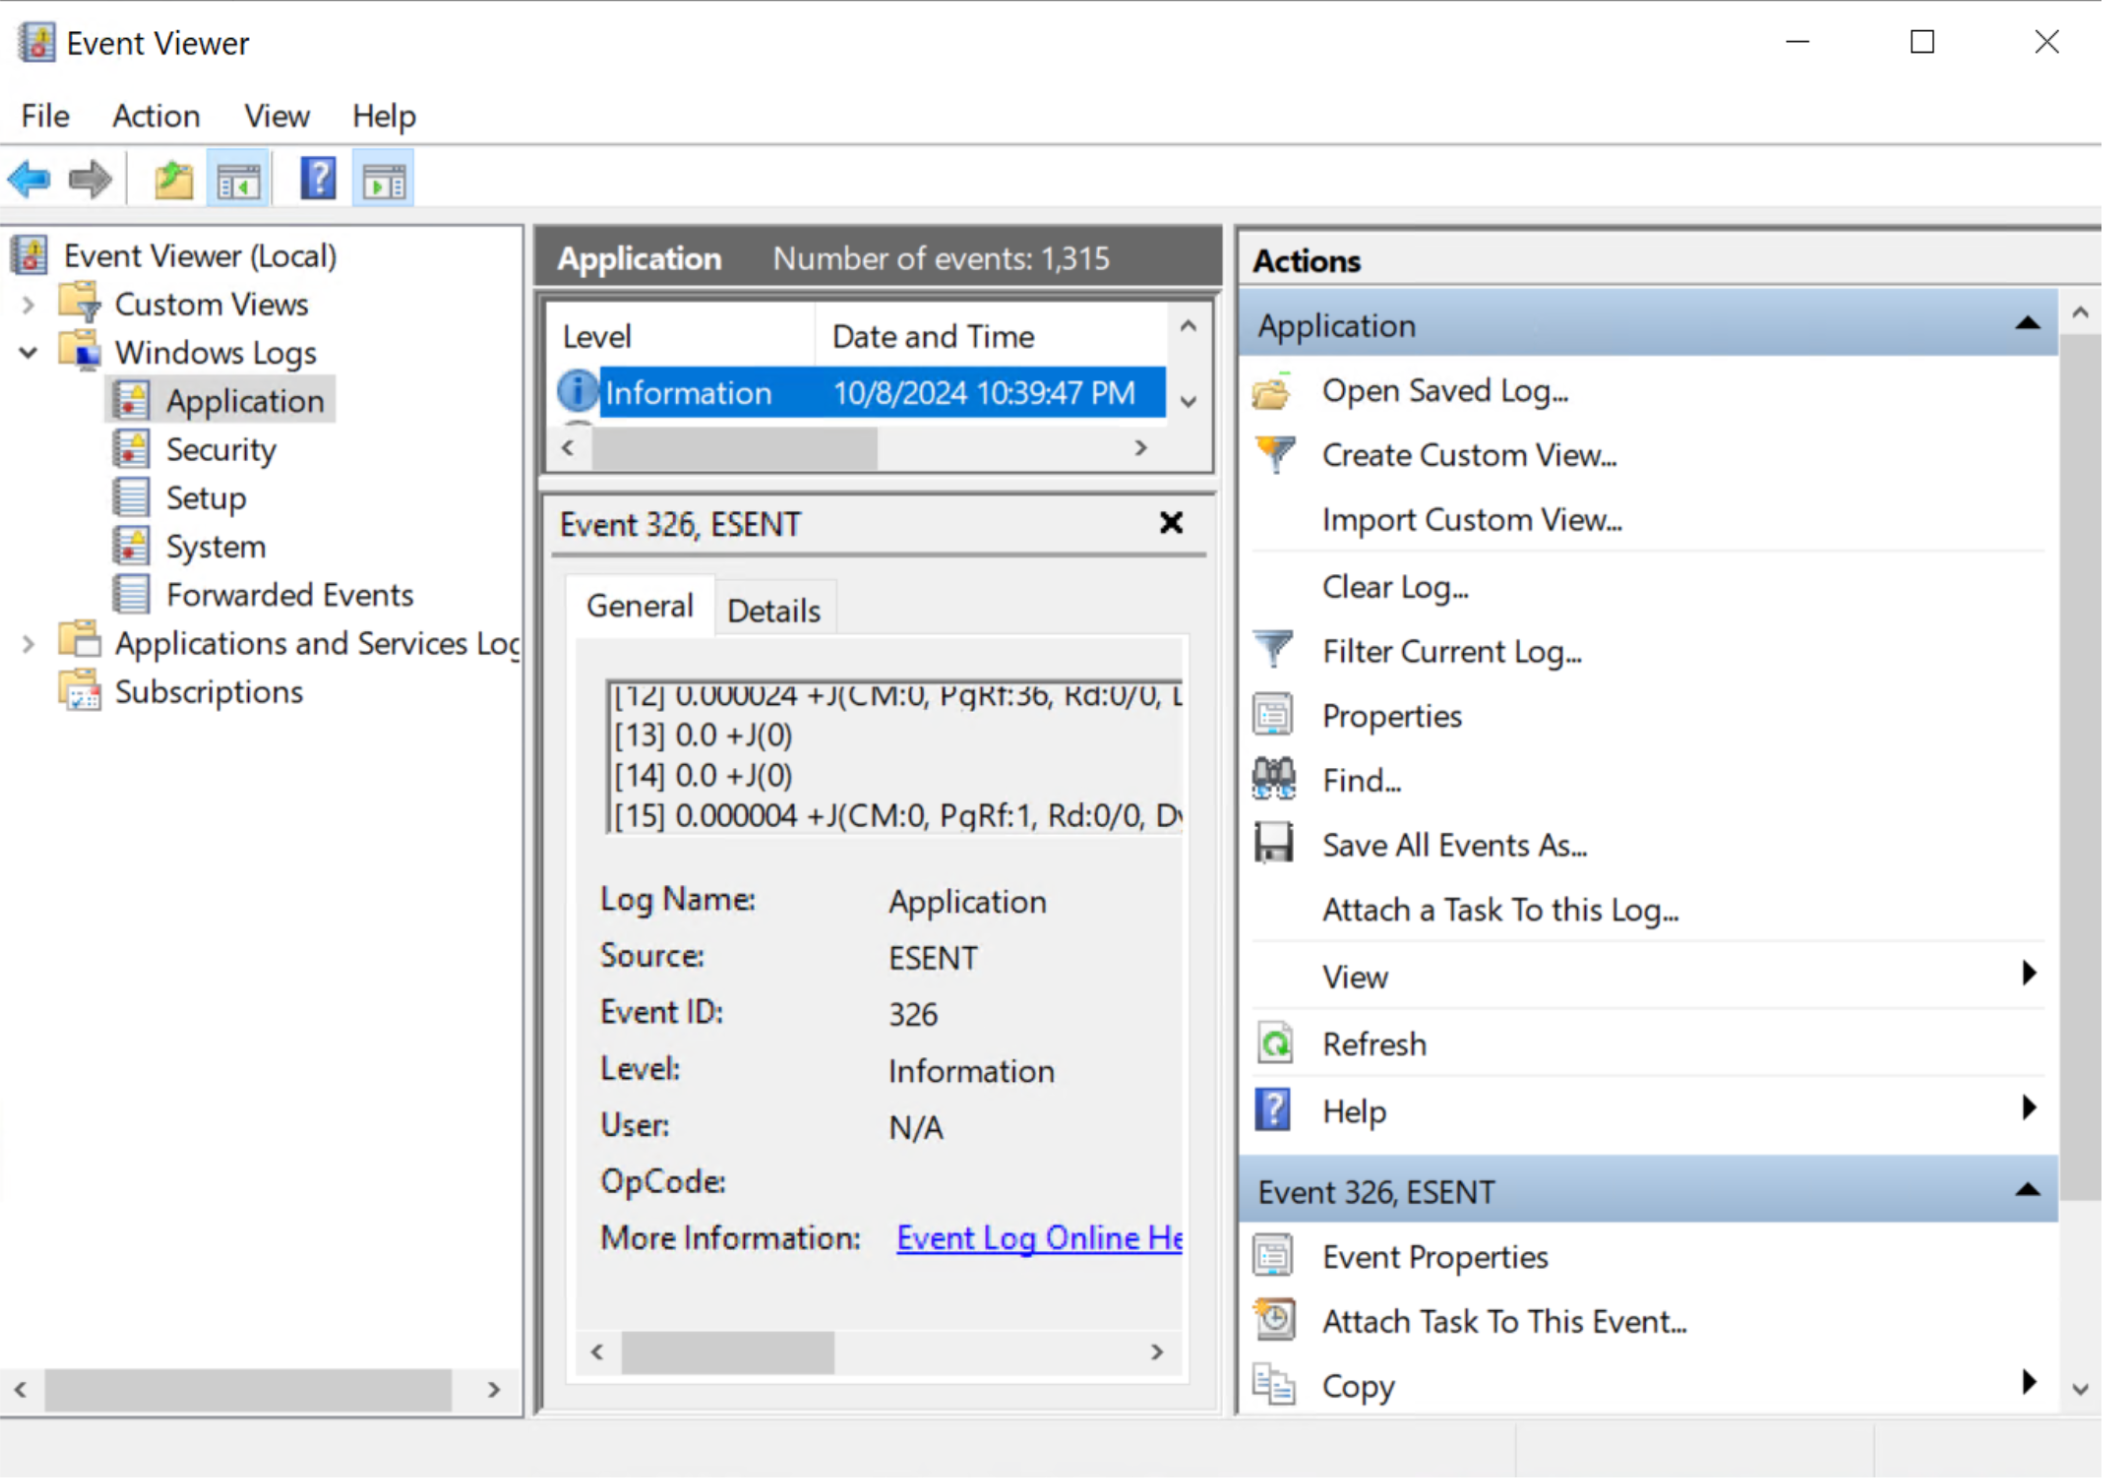 Event Viewer
File Action View Help
Event Viewer (Local)
Custom Views
Windows Logs
Application
Security
Setup
System
Forwarded Events
Applications and Services Log
Subscriptions
Application Number of events: 1,315
Level Date and Time
Information 10/8/2024 10:39:47 PM
Event 326, ESENT
General Details
[12] 0.000024 +J(CM:0, PgRf:36, Rd:0/0,
[13] 0.0 +J(0)
[14] 0.0 +J(0)
[15] 0.000004 +J(CM:0, PgRf:1, Rd:0/0,
Log Name: Application
Source: ESENT
Event ID: 326
Level: Information
User: N/A
OpCode:
More Information: Event Log Online He
Actions
Application
Open Saved Log...
Create Custom View...
Import Custom View...
Clear Log...
Filter Current Log...
Properties
Find...
Save All Events As...
Attach a Task To this Log...
View
Refresh
Help
Event 326, ESENT
Event Properties
Attach Task To This Event...
Copy